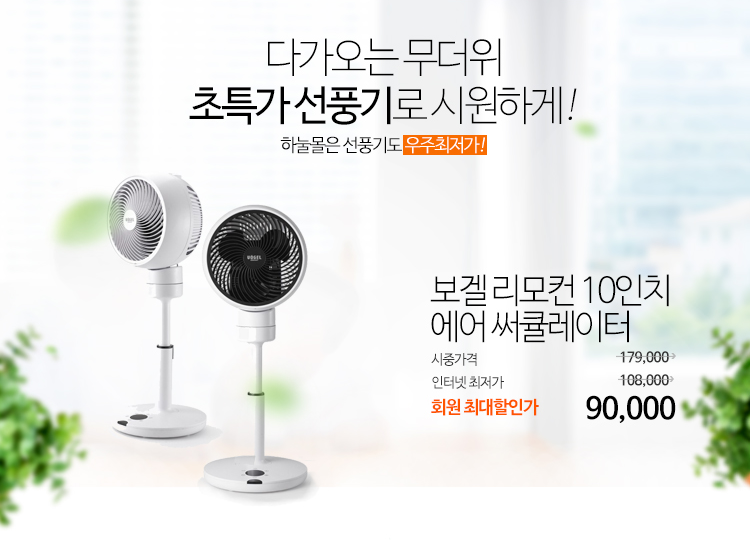 다가오는 무더위
초특가 선풍기로 시원하게!
하늘몰은 선풍기도 우주최저가!
VÖGEL
보겔 리모컨 10인치
에어 써큘레이터
시중가격 179,000
인터넷 최저가 108,000
회원 최대할인가 90,000